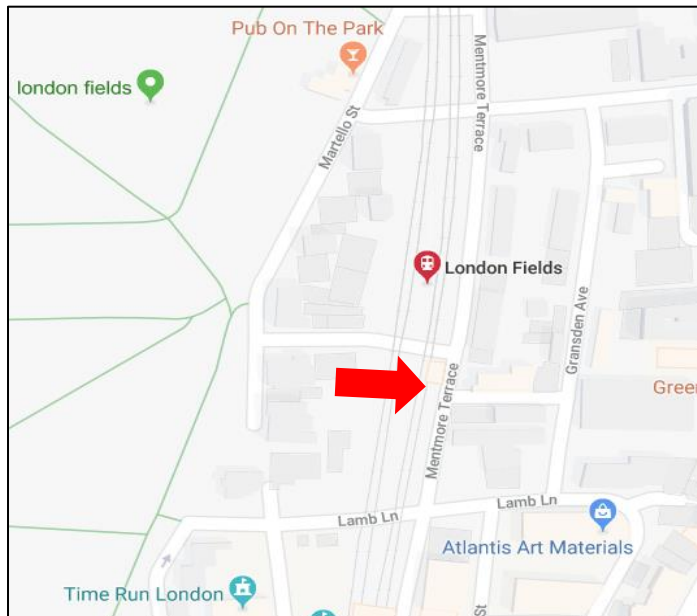 Pub On The Park
Mentmore Terrace
london fields
Martello St
London Fields
Gransden Ave
Green
Mentmore Terrace
Lamb Ln
Lamb Ln
Atlantis Art Materials
Time Run London
St